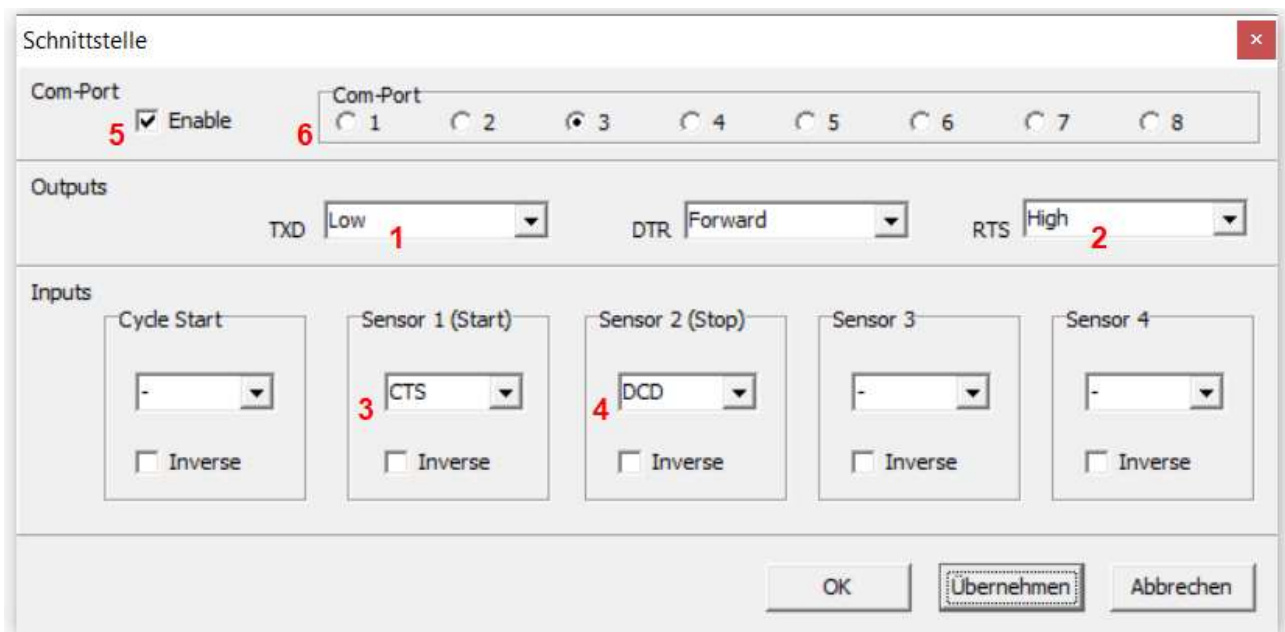 Schnittstelle
×
Com-Port
5 Enable
Com-Port
6 1 2 3 4 5 6 7 8
Outputs
TXD Low 1 DTR Forward RTS High 2
Inputs
Cycle Start Sensor 1 (Start) Sensor 2 (Stop) Sensor 3 Sensor 4
- 3 CTS 4 DCD - -
Inverse Inverse Inverse Inverse Inverse
OK Übernehmen Abbrechen